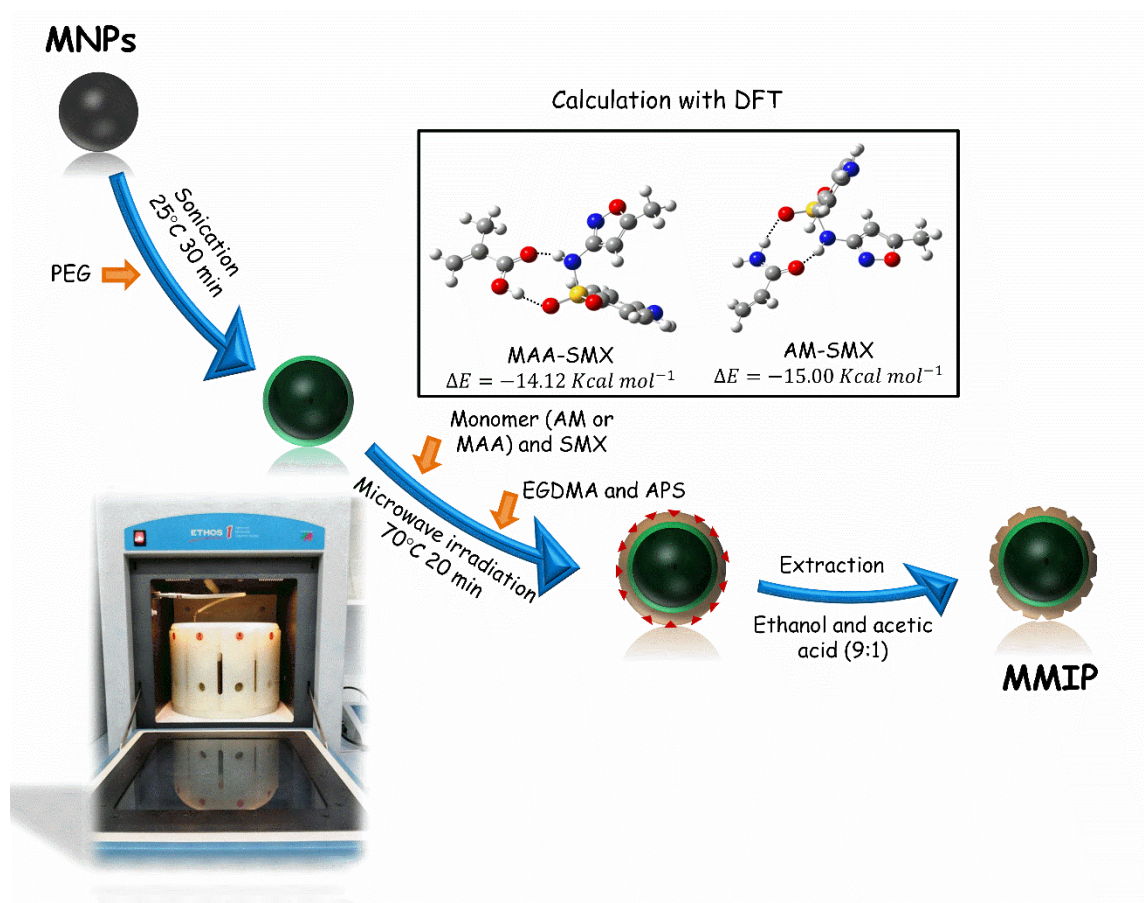 MNPs
Calculation with DFT
Sonication
25°C 30 min
PEG
MAA-SMX
ΔE = −14.12 Kcal mol⁻¹
AM-SMX
ΔE = −15.00 Kcal mol⁻¹
Monomer (AM or
MAA) and SMX
EGDMA and APS
Microwave irradiation
70°C 20 min
ETHOS 1
Extraction
Ethanol and acetic
acid (9:1)
MMIP